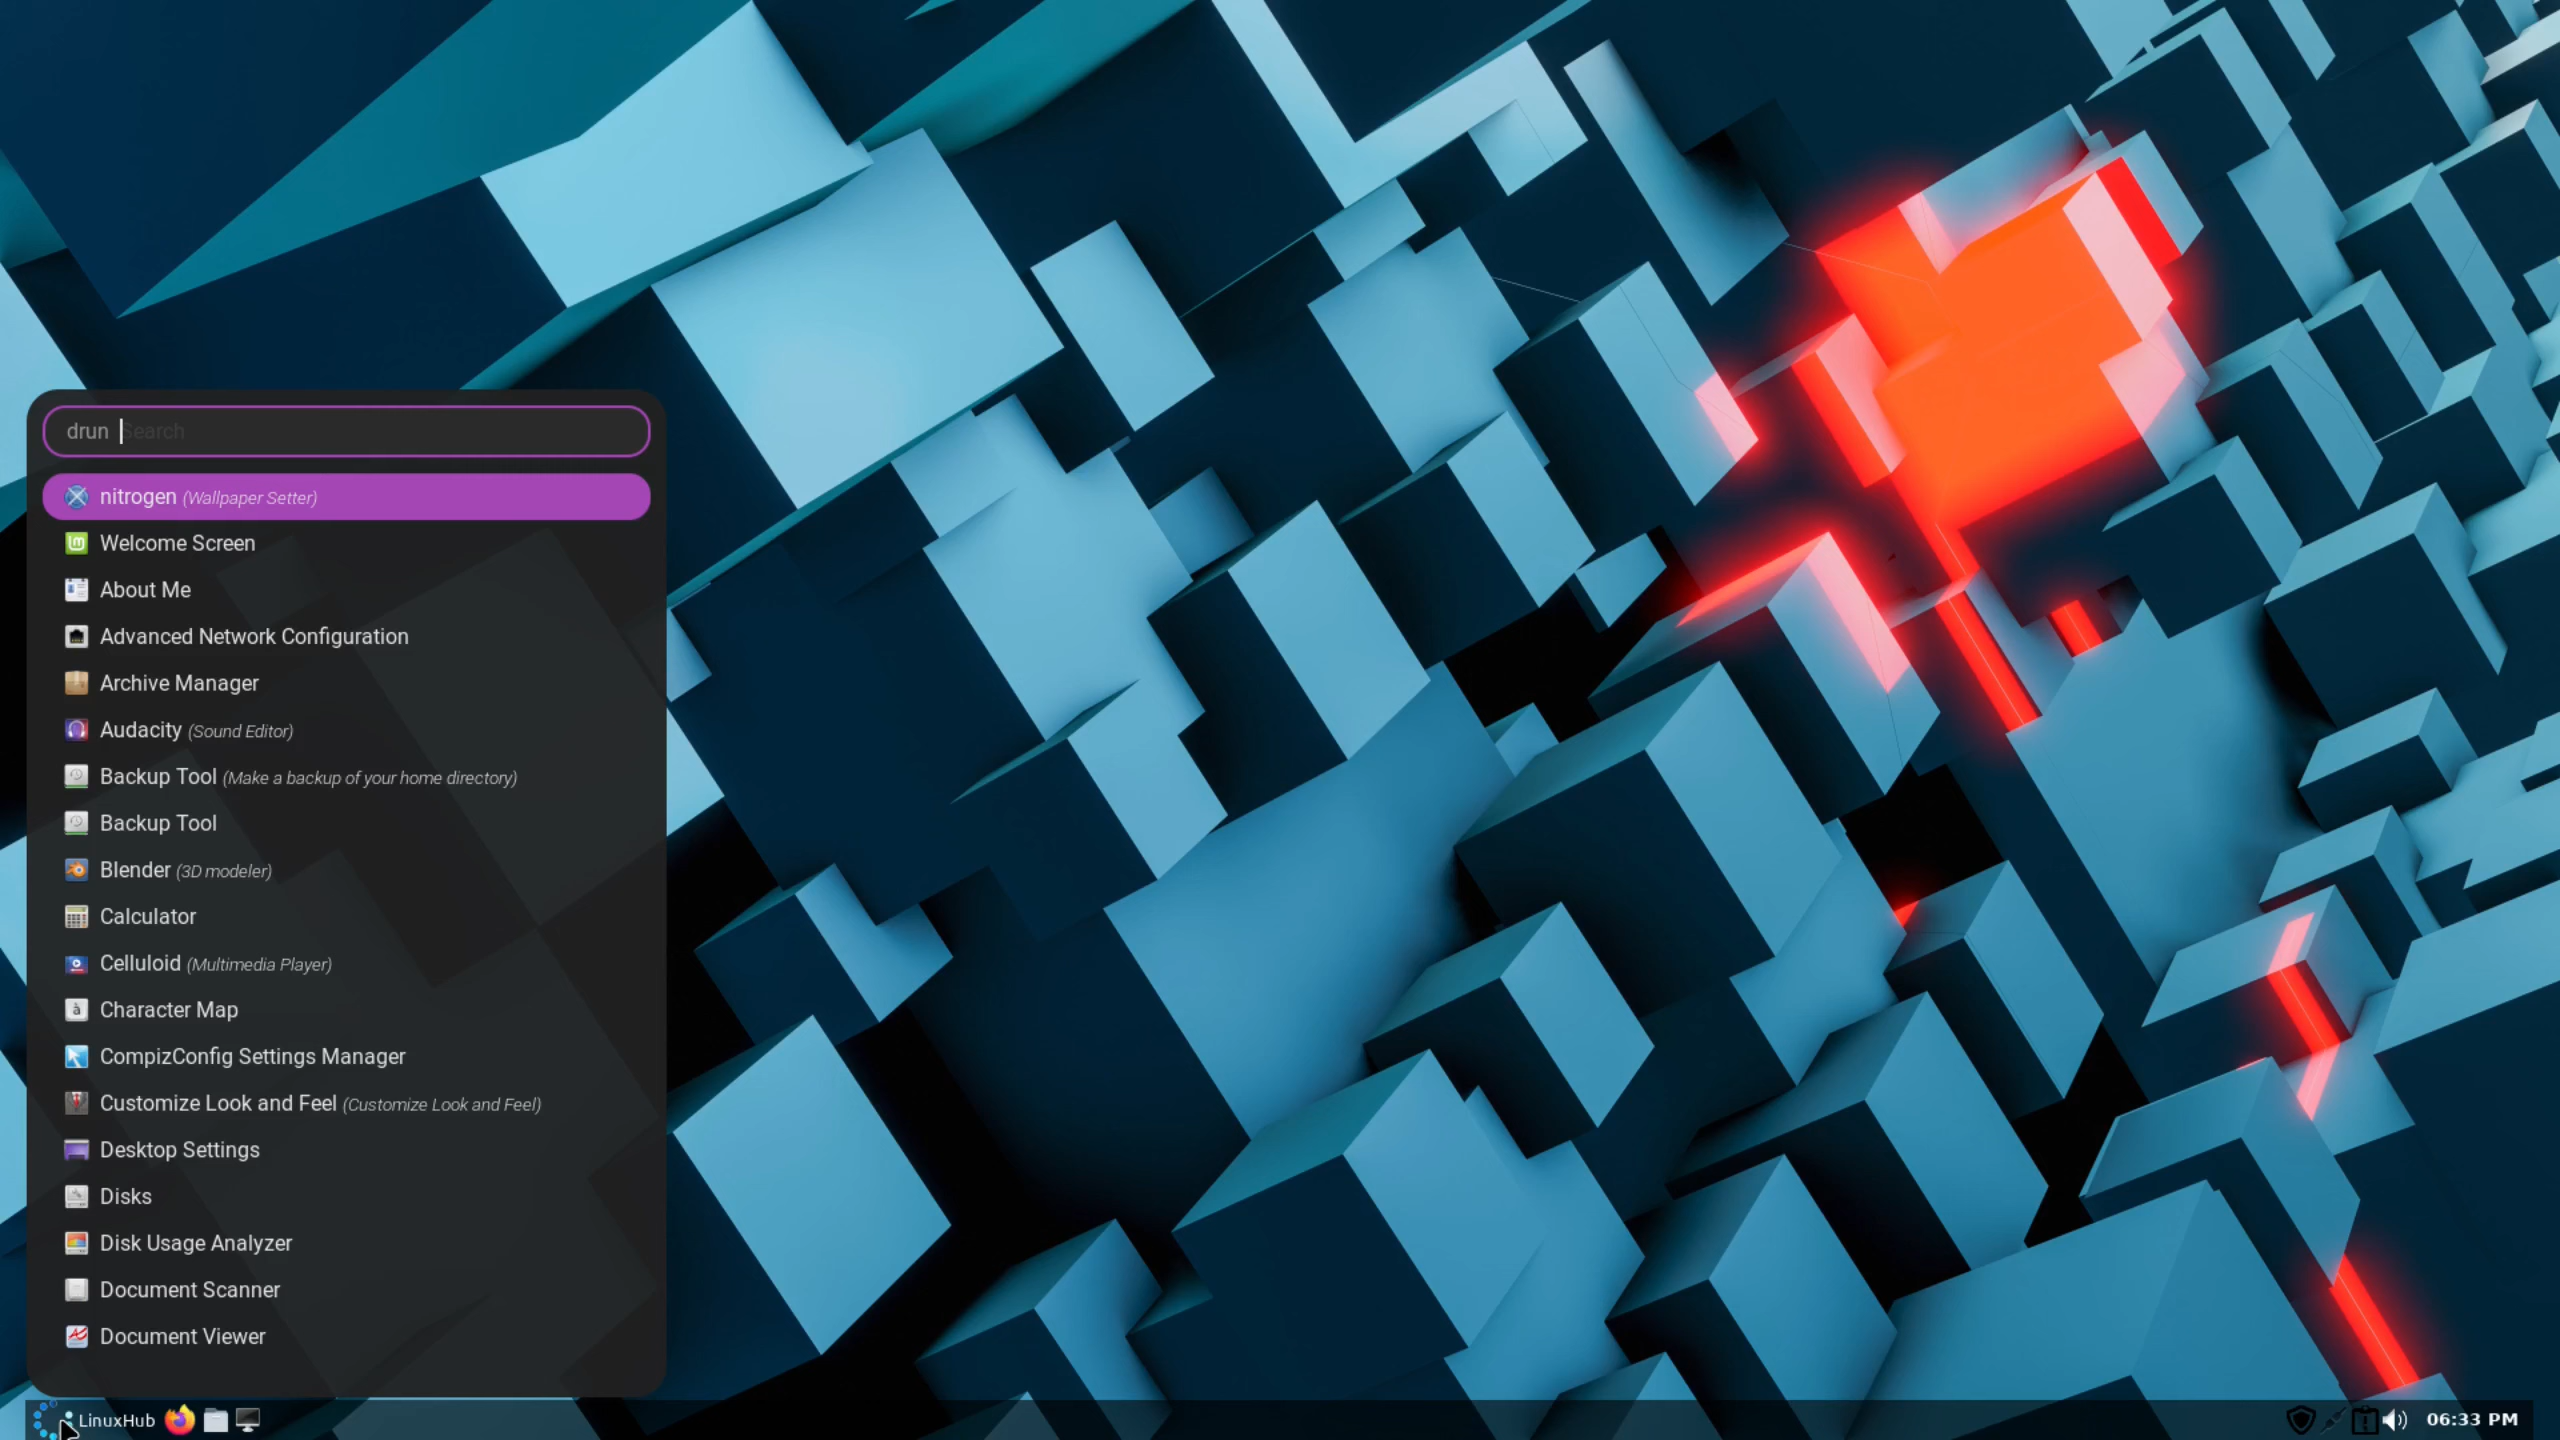 drun Search
nitrogen (Wallpaper Setter)
Welcome Screen
About Me
Advanced Network Configuration
Archive Manager
Audacity (Sound Editor)
Backup Tool (Make a backup of your home directory)
Backup Tool
Blender (3D modeler)
Calculator
Celluloid (Multimedia Player)
Character Map
CompizConfig Settings Manager
Customize Look and Feel (Customize Look and Feel)
Desktop Settings
Disks
Disk Usage Analyzer
Document Scanner
Document Viewer
LinuxHub 06:33 PM